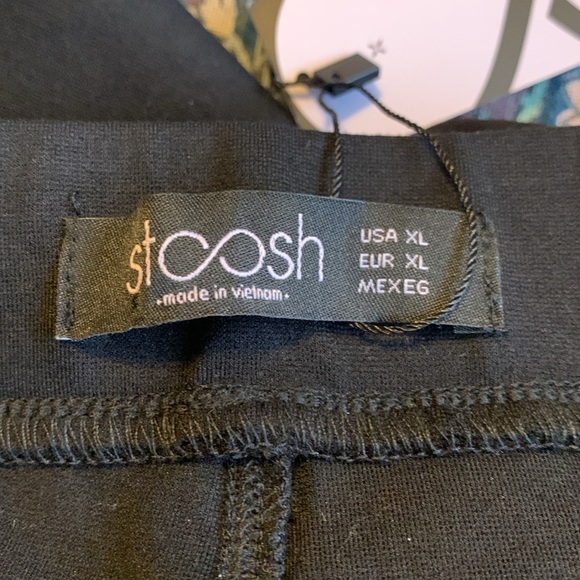 stoosh
·made in vietnam·
USA XL
EUR XL
MEXEG